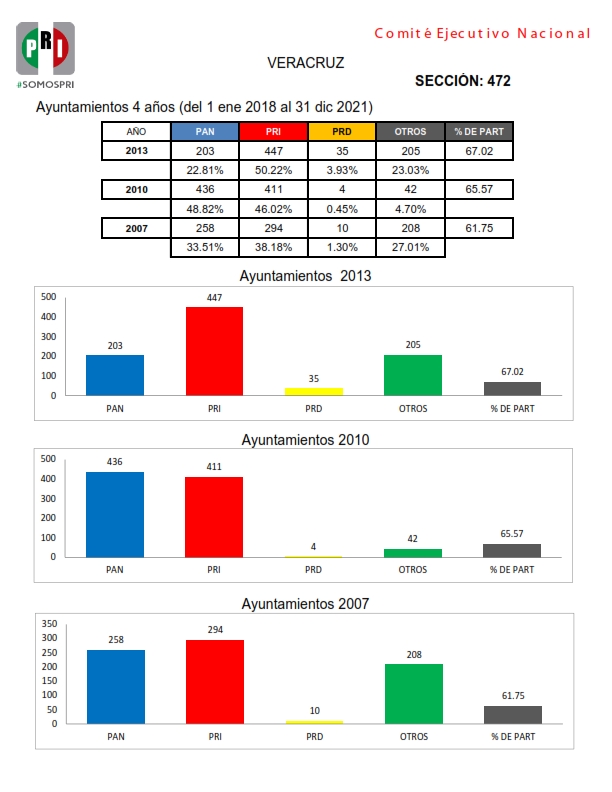 Comité Ejecutivo Nacional
PRI
#SOMOSPRI
VERACRUZ
SECCIÓN: 472
Ayuntamientos 4 años (del 1 ene 2018 al 31 dic 2021)
AÑO PAN PRI PRD OTROS % DE PART
2013 203 447 35 205 67.02
22.81% 50.22% 3.93% 23.03%
2010 436 411 4 42 65.57
48.82% 46.02% 0.45% 4.70%
2007 258 294 10 208 61.75
33.51% 38.18% 1.30% 27.01%
Ayuntamientos 2013
500
400
300
200
100
0
203
447
35
205
67.02
PAN PRI PRD OTROS % DE PART
Ayuntamientos 2010
500
400
300
200
100
0
436
411
4
42
65.57
PAN PRI PRD OTROS % DE PART
Ayuntamientos 2007
350
300
250
200
150
100
50
0
258
294
10
208
61.75
PAN PRI PRD OTROS % DE PART